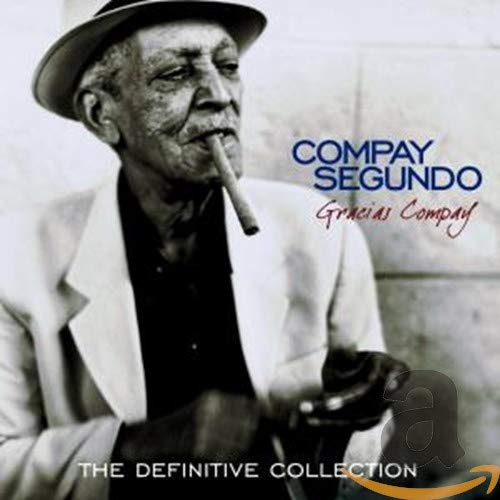 COMPAY
SEGUNDO
Gracias Compay
THE DEFINITIVE COLLECTION
a